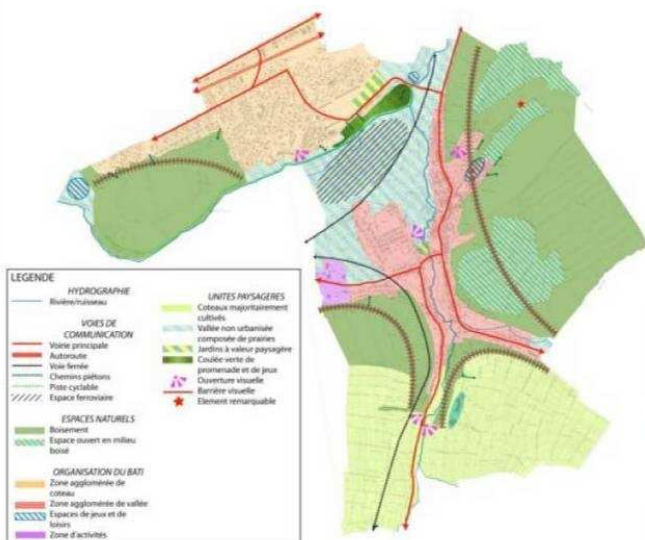 LEGENDE
HYDROGRAPHIE
Rivière/ruisseau
VOIES DE
COMMUNICATION
Voirie principale
Autoroute
Voie ferrée
Chemins piétons
Piste cyclable
Espace ferroviaire
ESPACES NATURELS
Boisement
Espace ouvert en milieu
boisé
ORGANISATION DU BATI
Zone agglomérée de
coteau
Zone agglomérée de vallée
Espaces de jeux et de
loisirs
Zone d'activités
UNITES PAYSAGERES
Coteaux majoritairement
cultivés
Vallée non urbanisée
composée de prairies
Jardins à valeur paysagère
Coulée verte de
promenade et de jeux
Ouverture visuelle
Barrière visuelle
Element remarquable